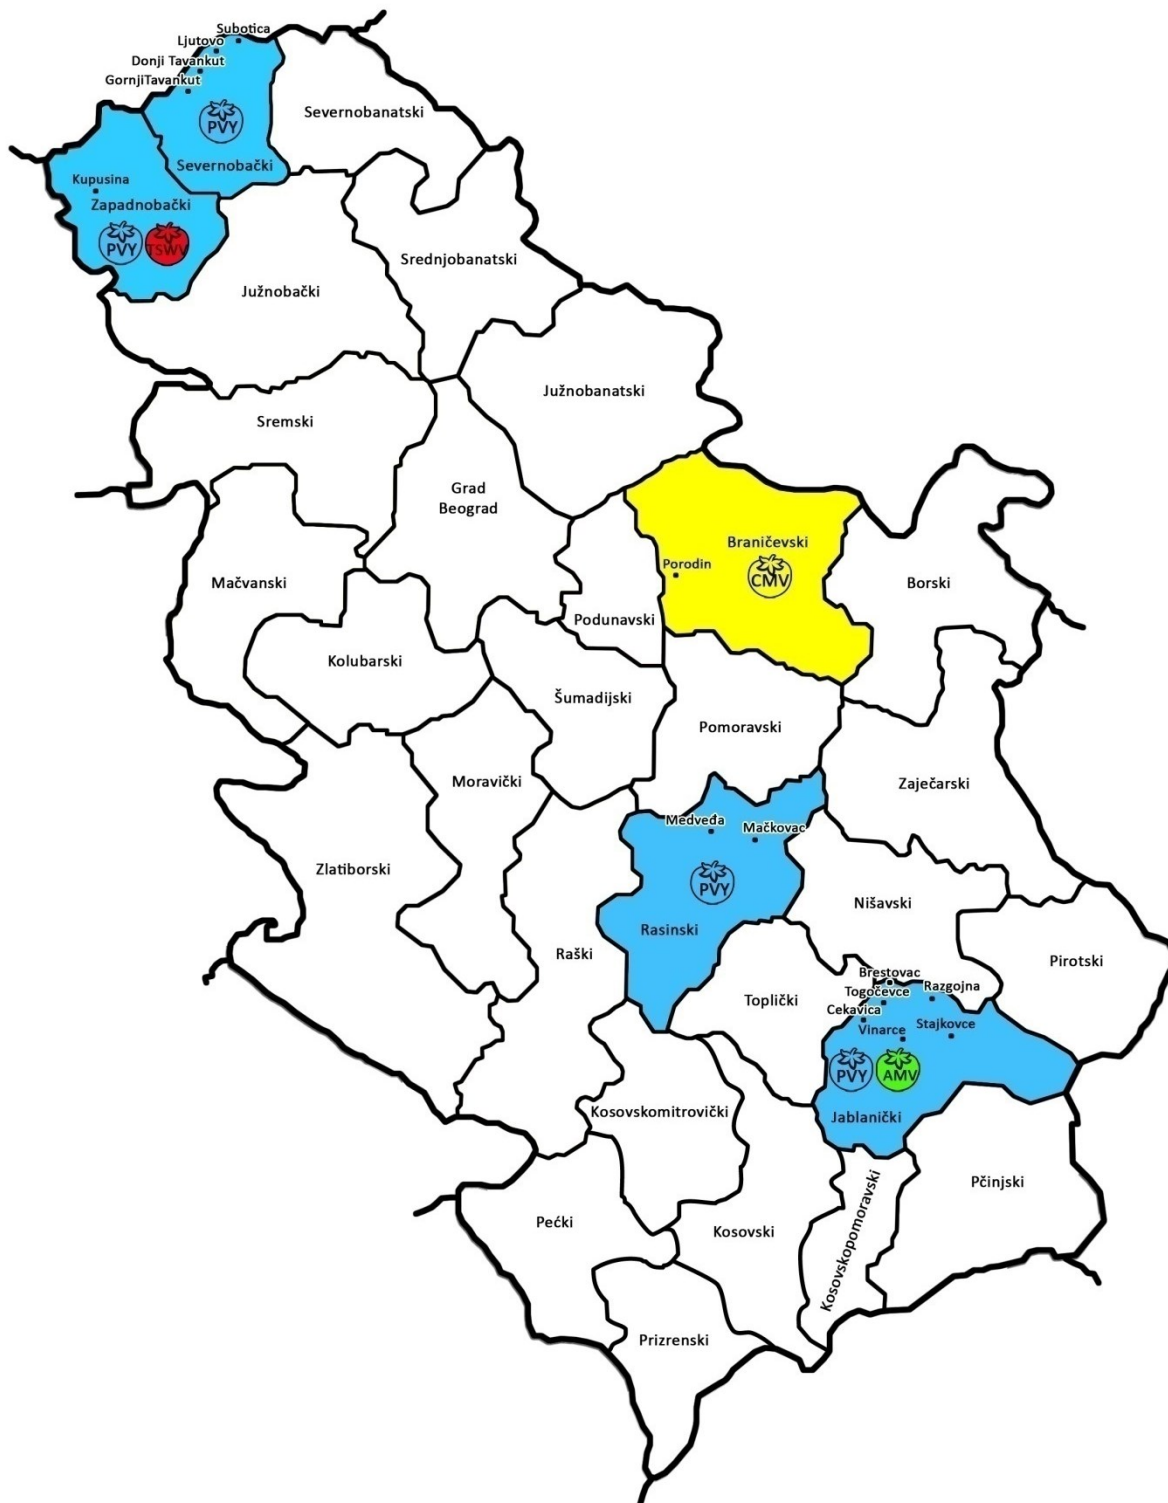 Subotica
Ljutovo
Donji Tavankut
GornjiTavankut
PVY
Severnobački
Severnobanatski
Kupusina
Zapadnobački
PVY
TSWV
Južnobački
Srednjobanatski
Južnobanatski
Sremski
Grad
Beograd
Mačvanski
Braničevski
Porodin
CMV
Borski
Podunavski
Kolubarski
Šumadijski
Pomoravski
Moravički
Zaječarski
Medveđa
Mačkovac
PVY
Rasinski
Zlatiborski
Nišavski
Raški
Pirotski
Toplički
Brestovac
Togočevce
Razgojna
Cekavica
Vinarce
Stajkovce
PVY
AMV
Jablanički
Kosovskomitrovički
Pčinjski
Pećki
Kosovski
Kosovskopomoravski
Prizrenski